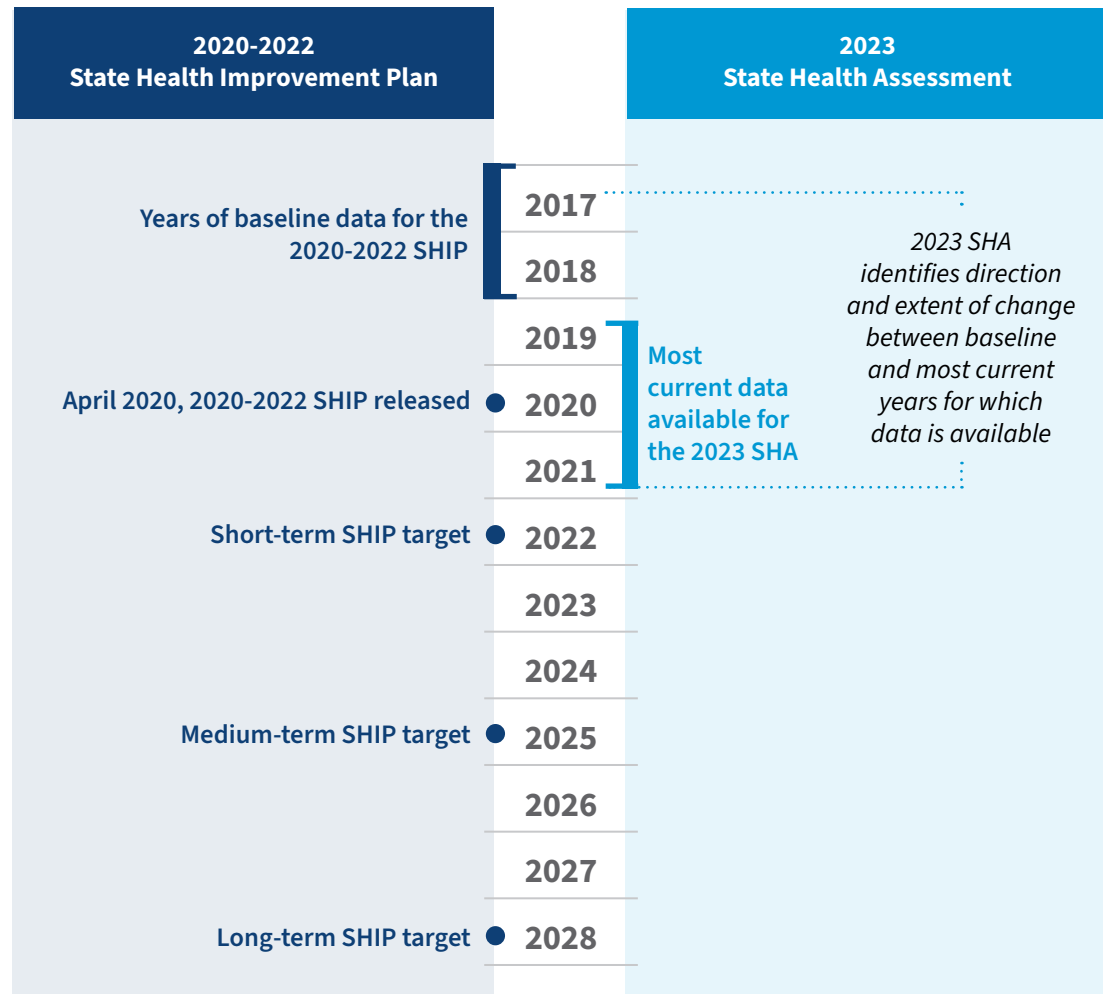 2020-2022
State Health Improvement Plan
2023
State Health Assessment
Years of baseline data for the
2020-2022 SHIP
April 2020, 2020-2022 SHIP released
Short-term SHIP target
Medium-term SHIP target
Long-term SHIP target
2017
2018
2019
2020
2021
2022
2023
2024
2025
2026
2027
2028
Most
current data
available for
the 2023 SHA
2023 SHA
identifies direction
and extent of change
between baseline
and most current
years for which
data is available